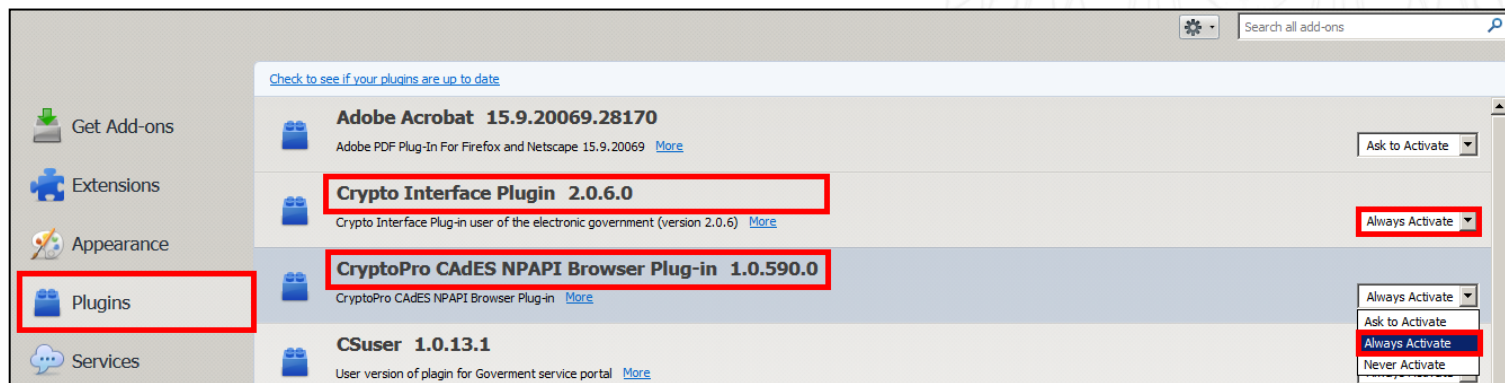 Search all add-ons
Check to see if your plugins are up to date
Get Add-ons
Extensions
Appearance
Plugins
Services
Adobe Acrobat 15.9.20069.28170
Adobe PDF Plug-In For Firefox and Netscape 15.9.20069 More
Ask to Activate
Crypto Interface Plugin 2.0.6.0
Crypto Interface Plug-in user of the electronic government (version 2.0.6) More
Always Activate
CryptoPro CAdES NPAPI Browser Plug-in 1.0.590.0
CryptoPro CAdES NPAPI Browser Plug-in More
Always Activate
Ask to Activate
Always Activate
Never Activate
CSuser 1.0.13.1
User version of plagin for Goverment service portal More